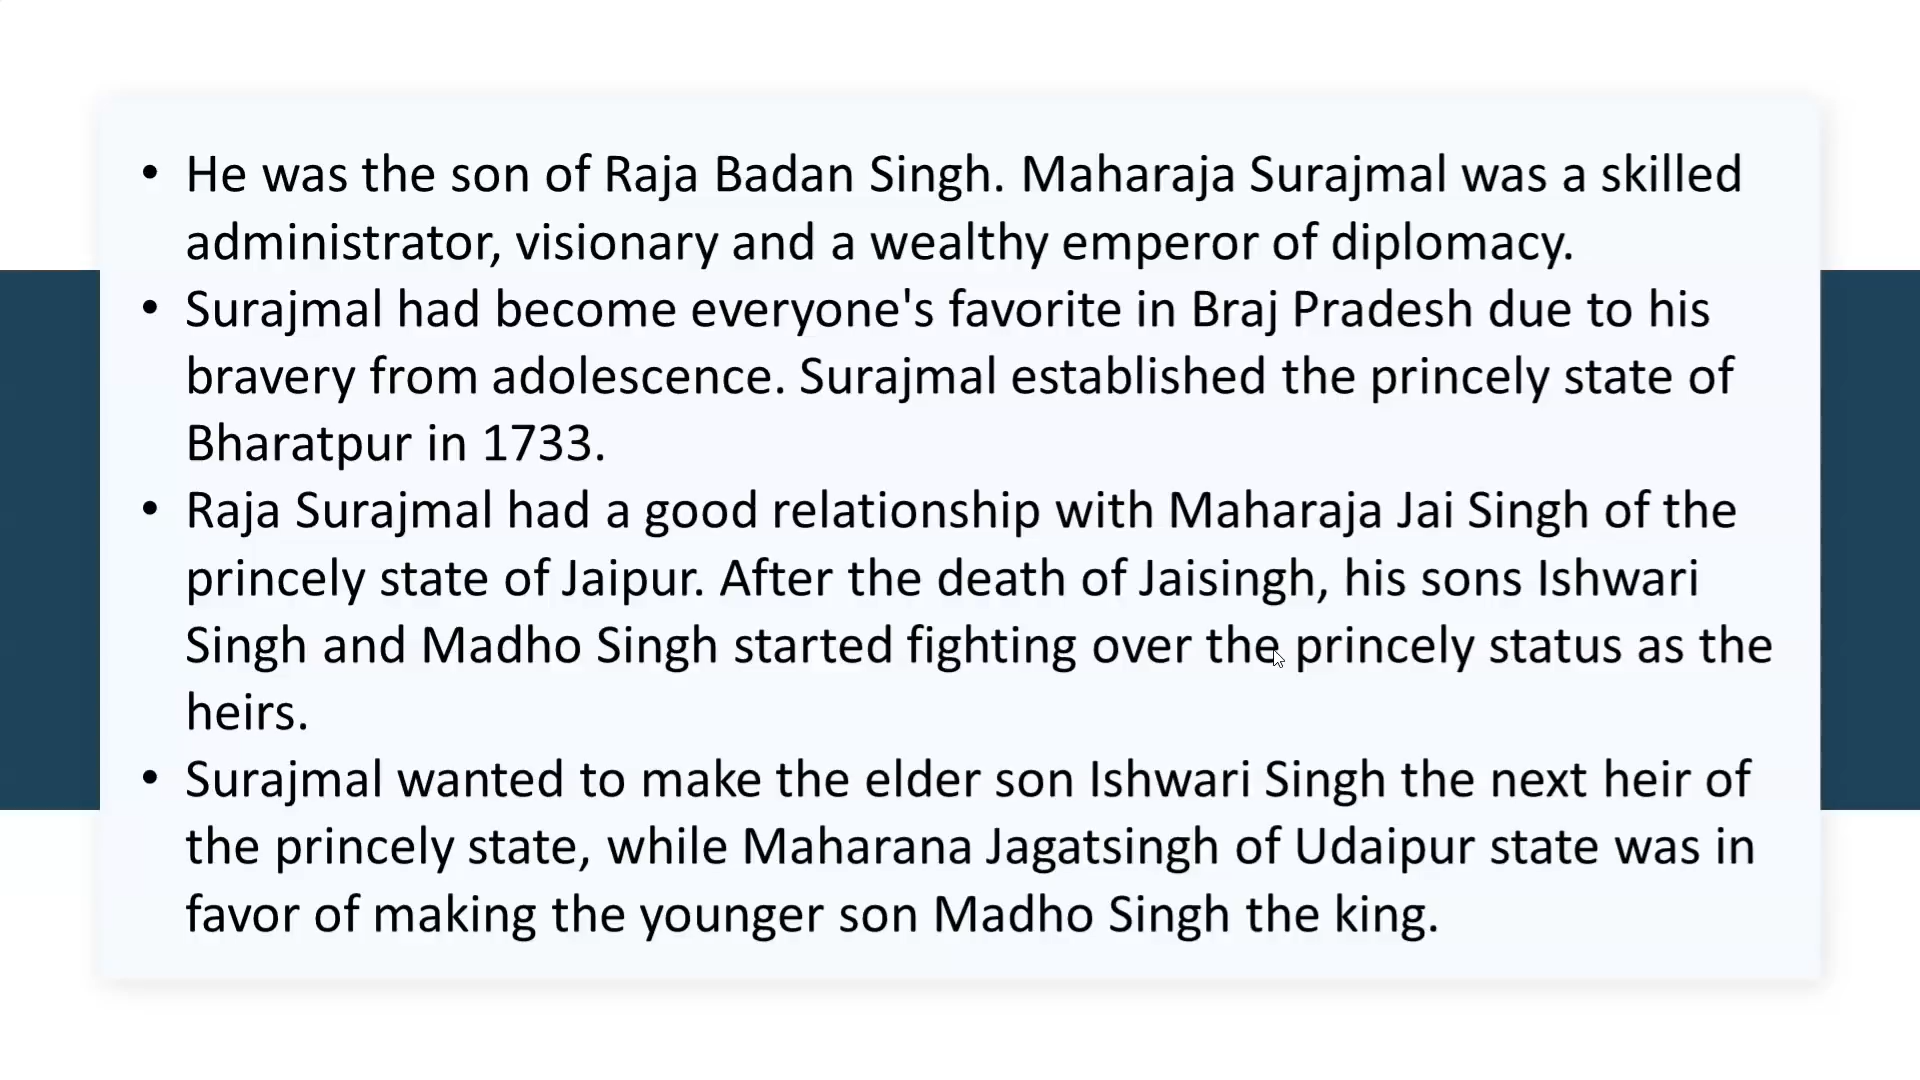 • He was the son of Raja Badan Singh. Maharaja Surajmal was a skilled
administrator, visionary and a wealthy emperor of diplomacy.
• Surajmal had become everyone's favorite in Braj Pradesh due to his
bravery from adolescence. Surajmal established the princely state of
Bharatpur in 1733.
• Raja Surajmal had a good relationship with Maharaja Jai Singh of the
princely state of Jaipur. After the death of Jaisingh, his sons Ishwari
Singh and Madho Singh started fighting over the princely status as the
heirs.
• Surajmal wanted to make the elder son Ishwari Singh the next heir of
the princely state, while Maharana Jagatsingh of Udaipur state was in
favor of making the younger son Madho Singh the king.